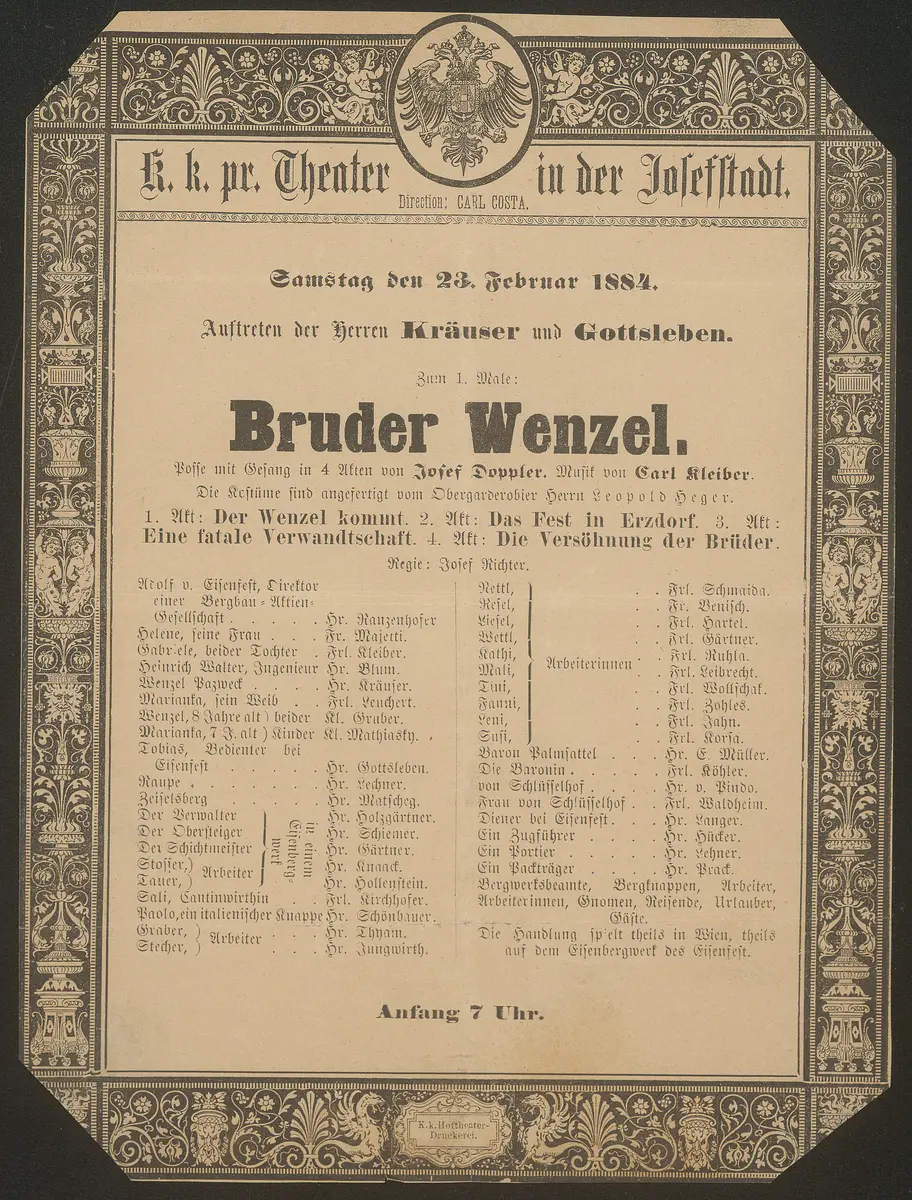 K. k. pr. Theater in der Josefstadt.
Direction: CARL COSTA.
Samstag den 23. Februar 1884.
Auftreten der Herren Kräuser und Gottsleben.
Zum 1. Male:
Bruder Wenzel.
Posse mit Gesang in 4 Akten von Josef Doppler. Musik von Carl Kleiber.
Die Kostüme sind angefertigt vom Obergarderobier Herrn Leopold Heger.
1. Akt: Der Wenzel kommt. 2. Akt: Das Fest in Erzdorf. 3. Akt:
Eine fatale Verwandtschaft. 4. Akt: Die Versöhnung der Brüder.
Regie: Josef Richter.
Adolf v. Eisenfest, Direktor
einer Bergbau-Aktien-
Gesellschaft . . . . . Hr. Ranzenhofer
Helene, seine Frau . . . . Fr. Majetti.
Gabriele, beider Tochter . Frl. Kleiber.
Heinrich Walter, Ingenieur Hr. Blum.
Wenzel Pazweck . . . . Hr. Kräuser.
Marianka, sein Weib . . Frl. Leuchert.
Wenzel, 8 Jahre alt ) beider Kl. Gruber.
Marianka, 7 J. alt ) Kinder Kl. Mathiasky.
Tobias, Bedienter bei
Eisenfest . . . . . Hr. Gottsleben.
Raupe . . . . . . . Hr. Lechner.
Zeiselsberg . . . . . Hr. Matscheg.
Der Verwalter Hr. Holzgärtner.
Der Obersteiger Hr. Schiemer.
Der Schichtmeister Hr. Gärtner.
Stosser, ) Arbeiter Hr. Knaack.
Tauer, ) Hr. Hollenstein.
in einem Eisenberg-
werk
Sali, Cantinwirthin . . Frl. Kirchhofer.
Paolo, ein italienischer Knappe Hr. Schönbauer.
Graber, ) Arbeiter . . . Hr. Thyam.
Stecher, ) . . . Hr. Jungwirth.
Nettl, . . Frl. Schmaida.
Resel, . . Fr. Benisch.
Liesel, . . Frl. Hartel.
Wettl, . . Frl. Gärtner.
Kathi, Arbeiterinnen . . Frl. Ruhla.
Mali, . . Frl. Leibrecht.
Tini, . . Frl. Wollschak.
Fanni, . . Frl. Zohles.
Leni, . . Frl. Jahn.
Susi, . . Frl. Korsa.
Baron Palmsattel . . . Hr. E. Müller.
Die Baronin . . . . . Frl. Köhler.
von Schlüsselhof . . . Hr. v. Pindo.
Frau von Schlüsselhof . . Frl. Waldheim.
Diener bei Eisenfest . . . Hr. Langer.
Ein Zugführer . . . . Hr. Hücker.
Ein Portier . . . . . Hr. Lehner.
Ein Packträger . . . . Hr. Prack.
Bergwerksbeamte, Bergknappen, Arbeiter,
Arbeiterinnen, Gnomen, Reisende, Urlauber,
Gäste.
Die Handlung spielt theils in Wien, theils
auf dem Eisenbergwerk des Eisenfest.
Anfang 7 Uhr.
K. k. Hoftheater-
Druckerei.